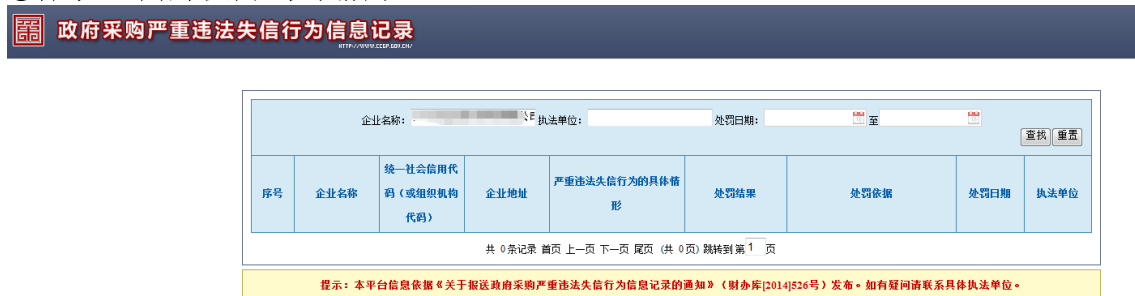 政府采购严重违法失信行为信息记录
HTTP://WWW.CCGP.GOV.CN/
企业名称： 执法单位： 处罚日期： 至
查找 重置
序号 企业名称 统一社会信用代码（或组织机构代码） 企业地址 严重违法失信行为的具体情形 处罚结果 处罚依据 处罚日期 执法单位
共 0条记录 首页 上一页 下一页 尾页 (共 0页) 跳转到第1 页
提示：本平台信息依据《关于报送政府采购严重违法失信行为信息记录的通知》（财办库[2014]526号）发布。如有疑问请联系具体执法单位。